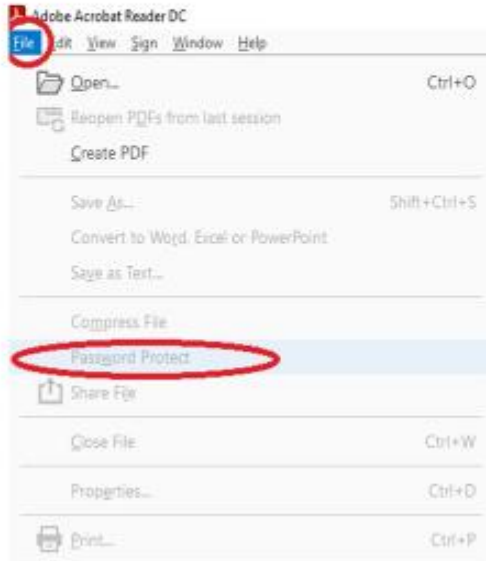 Adobe Acrobat Reader DC
File Edit View Sign Window Help
Open... Ctrl+O
Reopen PDFs from last session
Create PDF
Save As... Shift+Ctrl+S
Convert to Word, Excel or PowerPoint
Save as Text...
Compress File
Password Protect
Share File
Close File Ctrl+W
Properties... Ctrl+D
Print... Ctrl+P